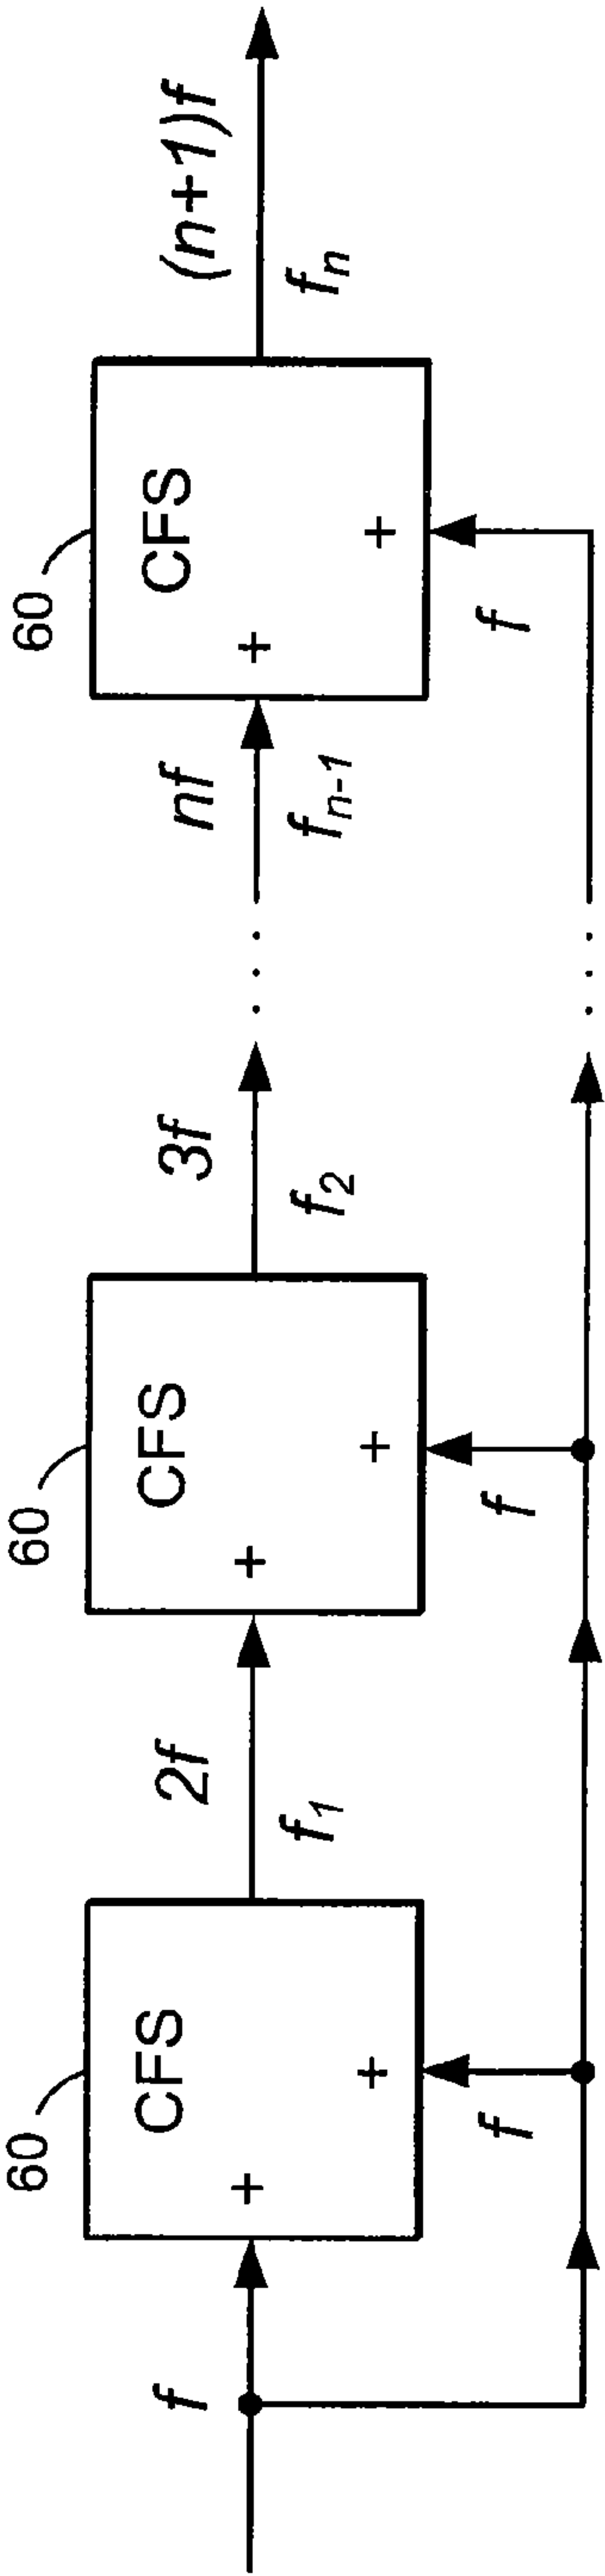 f
60
CFS
+
+
f
2f
f1
60
CFS
+
+
f
3f
f2
. . .
. . .
nf
fn-1
60
CFS
+
+
f
(n+1)f
fn